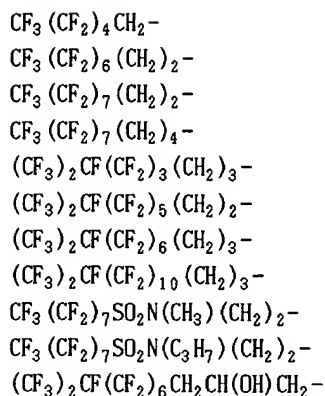 CF₃(CF₂)₄CH₂−
CF₃(CF₂)₆(CH₂)₂−
CF₃(CF₂)₇(CH₂)₂−
CF₃(CF₂)₇(CH₂)₄−
(CF₃)₂CF(CF₂)₃(CH₂)₃−
(CF₃)₂CF(CF₂)₅(CH₂)₂−
(CF₃)₂CF(CF₂)₆(CH₂)₃−
(CF₃)₂CF(CF₂)₁₀(CH₂)₃−
CF₃(CF₂)₇SO₂N(CH₃)(CH₂)₂−
CF₃(CF₂)₇SO₂N(C₃H₇)(CH₂)₂−
(CF₃)₂CF(CF₂)₆CH₂CH(OH)CH₂−